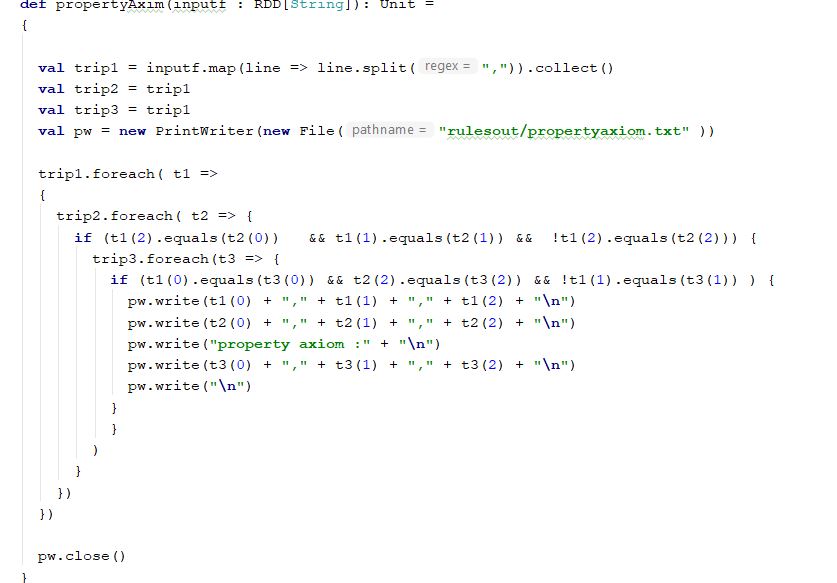 def propertyAxim(inputf : RDD[String]): Unit =
{
val trip1 = inputf.map(line => line.split( regex = ",")).collect()
val trip2 = trip1
val trip3 = trip1
val pw = new PrintWriter(new File( pathname = "rulesout/propertyaxiom.txt" ))
trip1.foreach( t1 =>
{
trip2.foreach( t2 => {
if (t1(2).equals(t2(0)) && t1(1).equals(t2(1)) && !t1(2).equals(t2(2))) {
trip3.foreach(t3 => {
if (t1(0).equals(t3(0)) && t2(2).equals(t3(2)) && !t1(1).equals(t3(1)) ) {
pw.write(t1(0) + "," + t1(1) + "," + t1(2) + "\n")
pw.write(t2(0) + "," + t2(1) + "," + t2(2) + "\n")
pw.write("property axiom :" + "\n")
pw.write(t3(0) + "," + t3(1) + "," + t3(2) + "\n")
pw.write("\n")
}
}
)
}
})
})
pw.close()
}